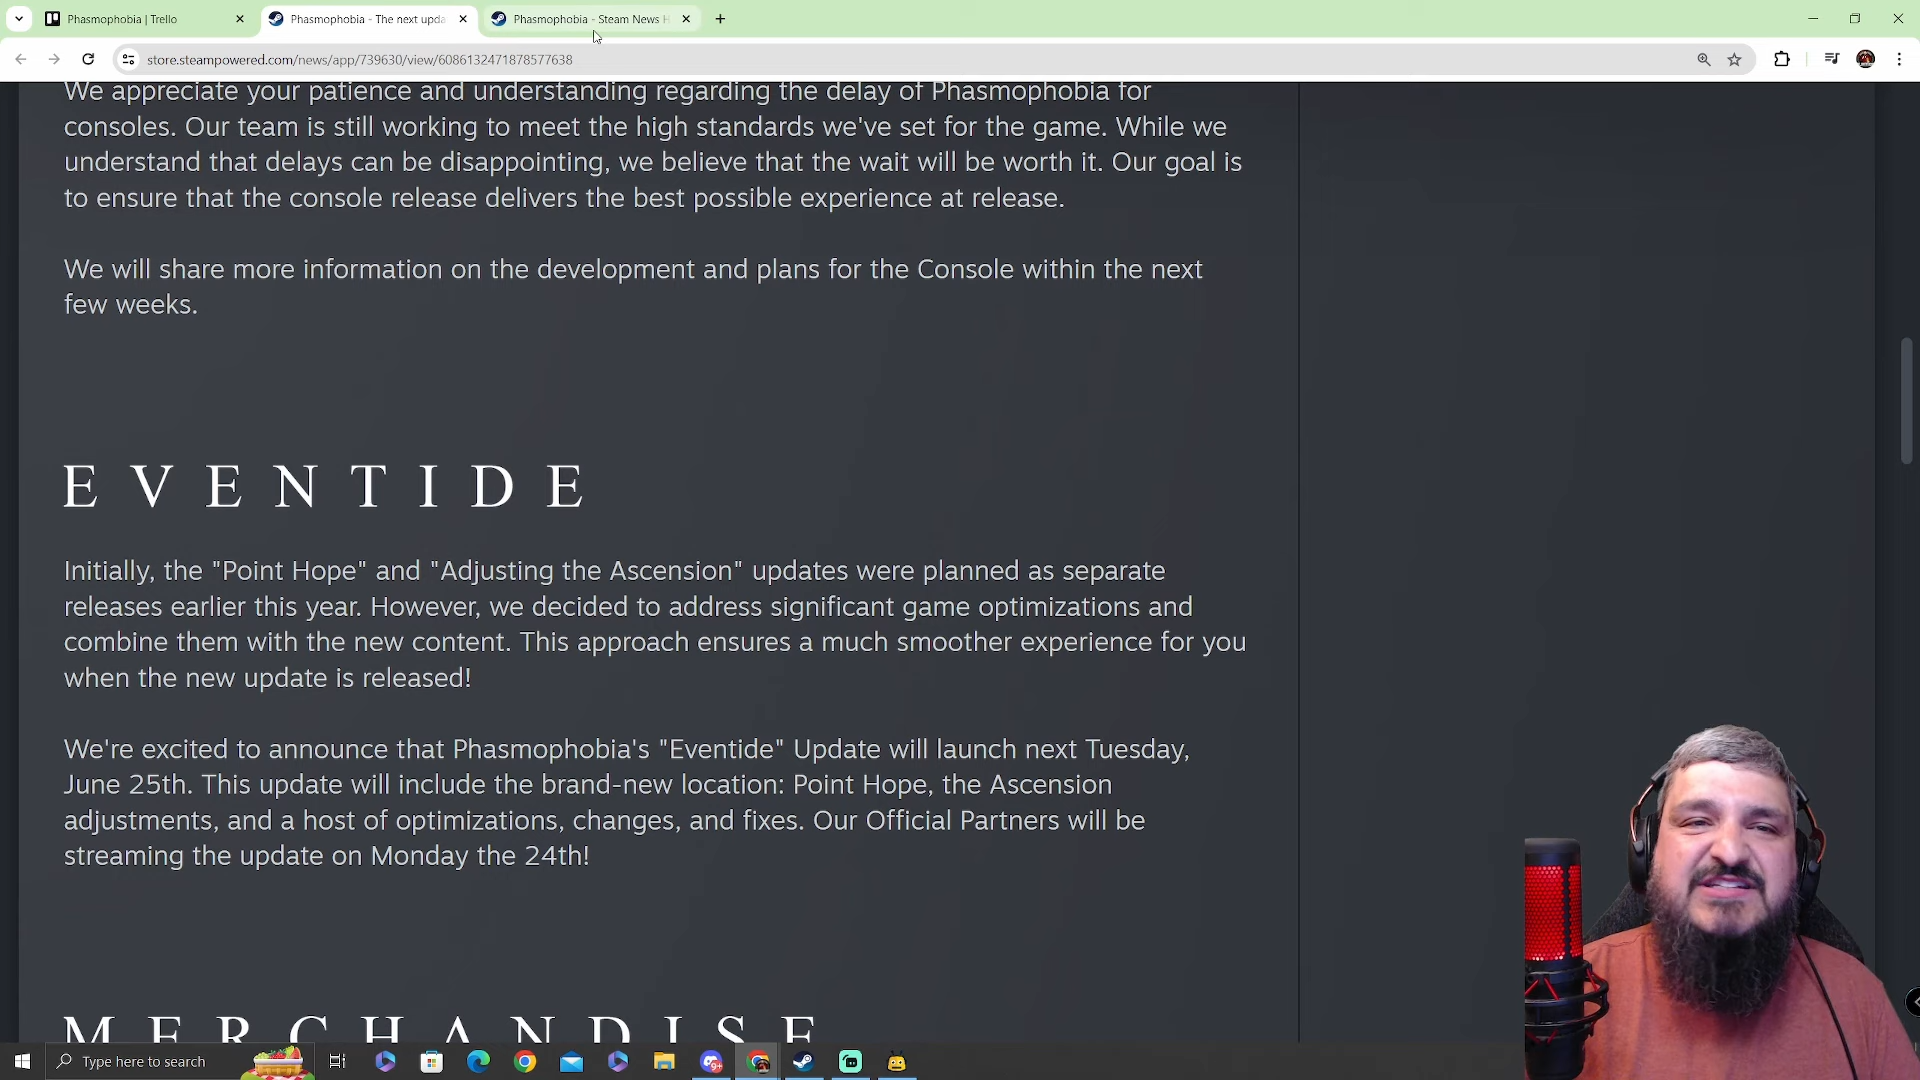 Phasmophobia | Trello
Phasmophobia - The next upda
Phasmophobia - Steam News H
store.steampowered.com/news/app/739630/view/6086132471878577638
We appreciate your patience and understanding regarding the delay of Phasmophobia for
consoles. Our team is still working to meet the high standards we've set for the game. While we
understand that delays can be disappointing, we believe that the wait will be worth it. Our goal is
to ensure that the console release delivers the best possible experience at release.
We will share more information on the development and plans for the Console within the next
few weeks.
EVENTIDE
Initially, the "Point Hope" and "Adjusting the Ascension" updates were planned as separate
releases earlier this year. However, we decided to address significant game optimizations and
combine them with the new content. This approach ensures a much smoother experience for you
when the new update is released!
We're excited to announce that Phasmophobia's "Eventide" Update will launch next Tuesday,
June 25th. This update will include the brand-new location: Point Hope, the Ascension
adjustments, and a host of optimizations, changes, and fixes. Our Official Partners will be
streaming the update on Monday the 24th!
MERCHANDISE
Type here to search
9+